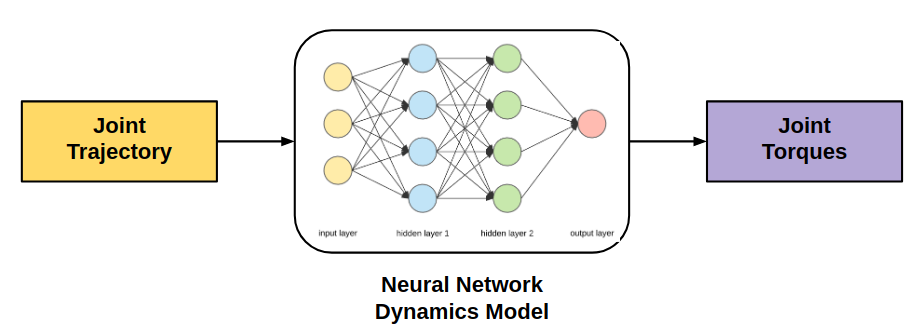 Joint
Trajectory
input layer
hidden layer 1
hidden layer 2
output layer
Joint
Torques
Neural Network
Dynamics Model